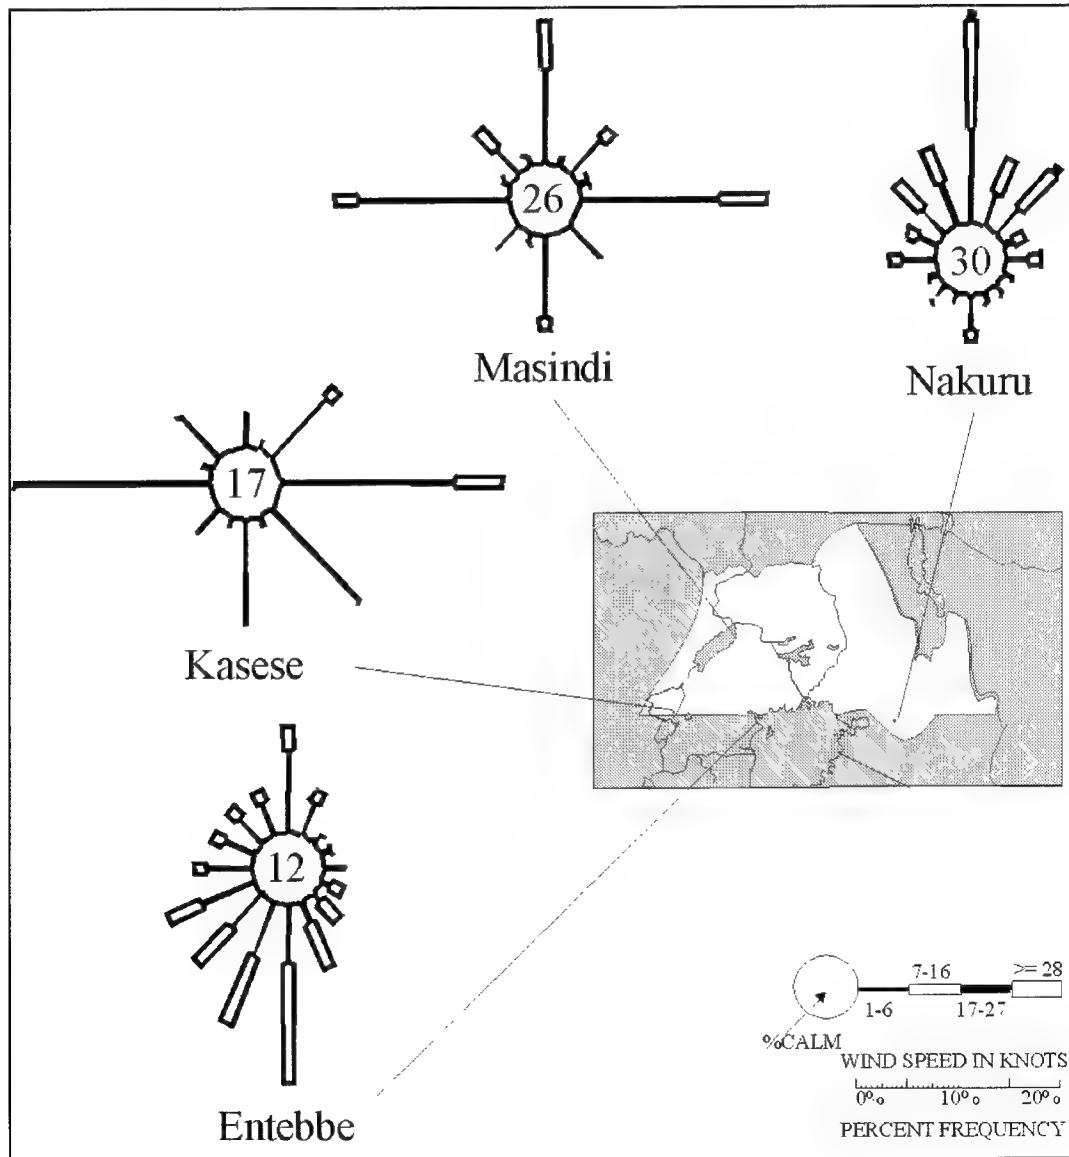 26
30
Masindi
Nakuru
17
Kasese
12
Entebbe
7-16
>= 28
1-6
17-27
%CALM
WIND SPEED IN KNOTS
0%
10%
20%
PERCENT FREQUENCY